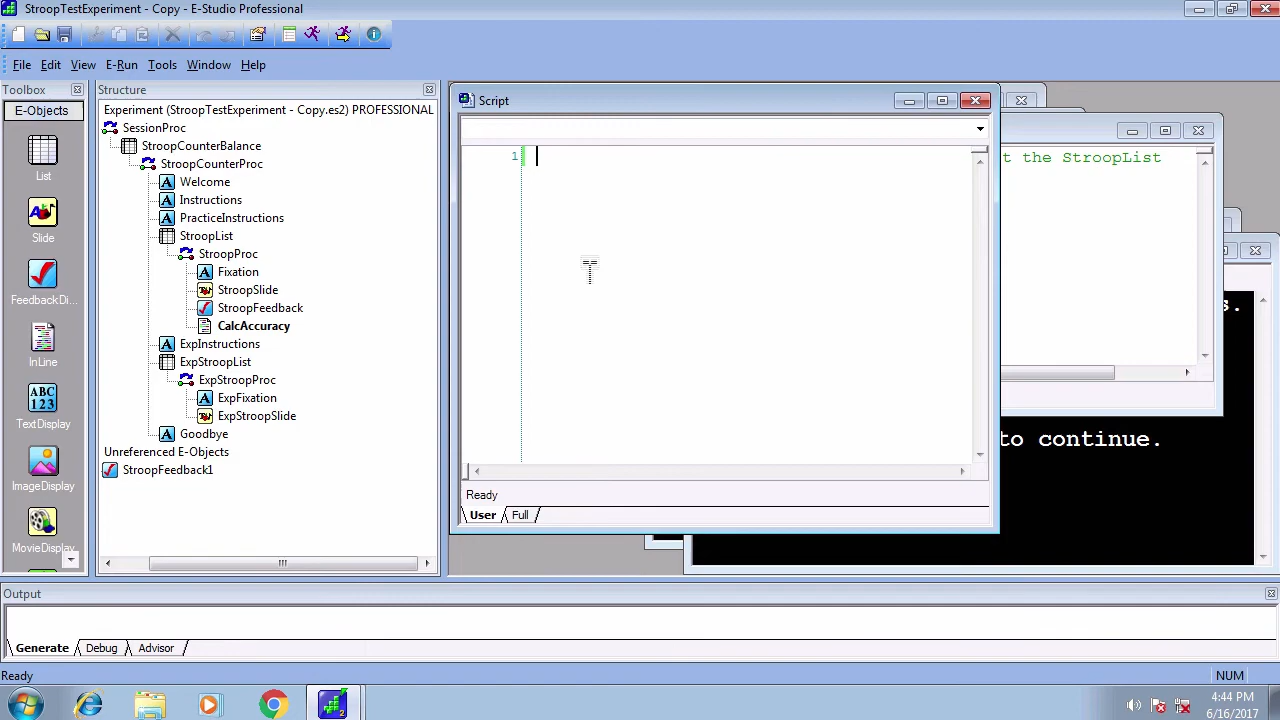 StroopTestExperiment - Copy - E-Studio Professional
File Edit View E-Run Tools Window Help
Toolbox
E-Objects
List
Slide
FeedbackDi...
InLine
ABC
123
TextDisplay
ImageDisplay
MovieDisplay
Structure
Experiment (StroopTestExperiment - Copy.es2) PROFESSIONAL
SessionProc
StroopCounterBalance
StroopCounterProc
A Welcome
A Instructions
A PracticeInstructions
StroopList
StroopProc
A Fixation
StroopSlide
StroopFeedback
CalcAccuracy
A ExpInstructions
ExpStroopList
ExpStroopProc
A ExpFixation
ExpStroopSlide
A Goodbye
Unreferenced E-Objects
StroopFeedback1
Script
1
Ready
User Full
t the StroopList
s.
to continue.
Output
Generate Debug Advisor
Ready
NUM
4:44 PM
6/16/2017